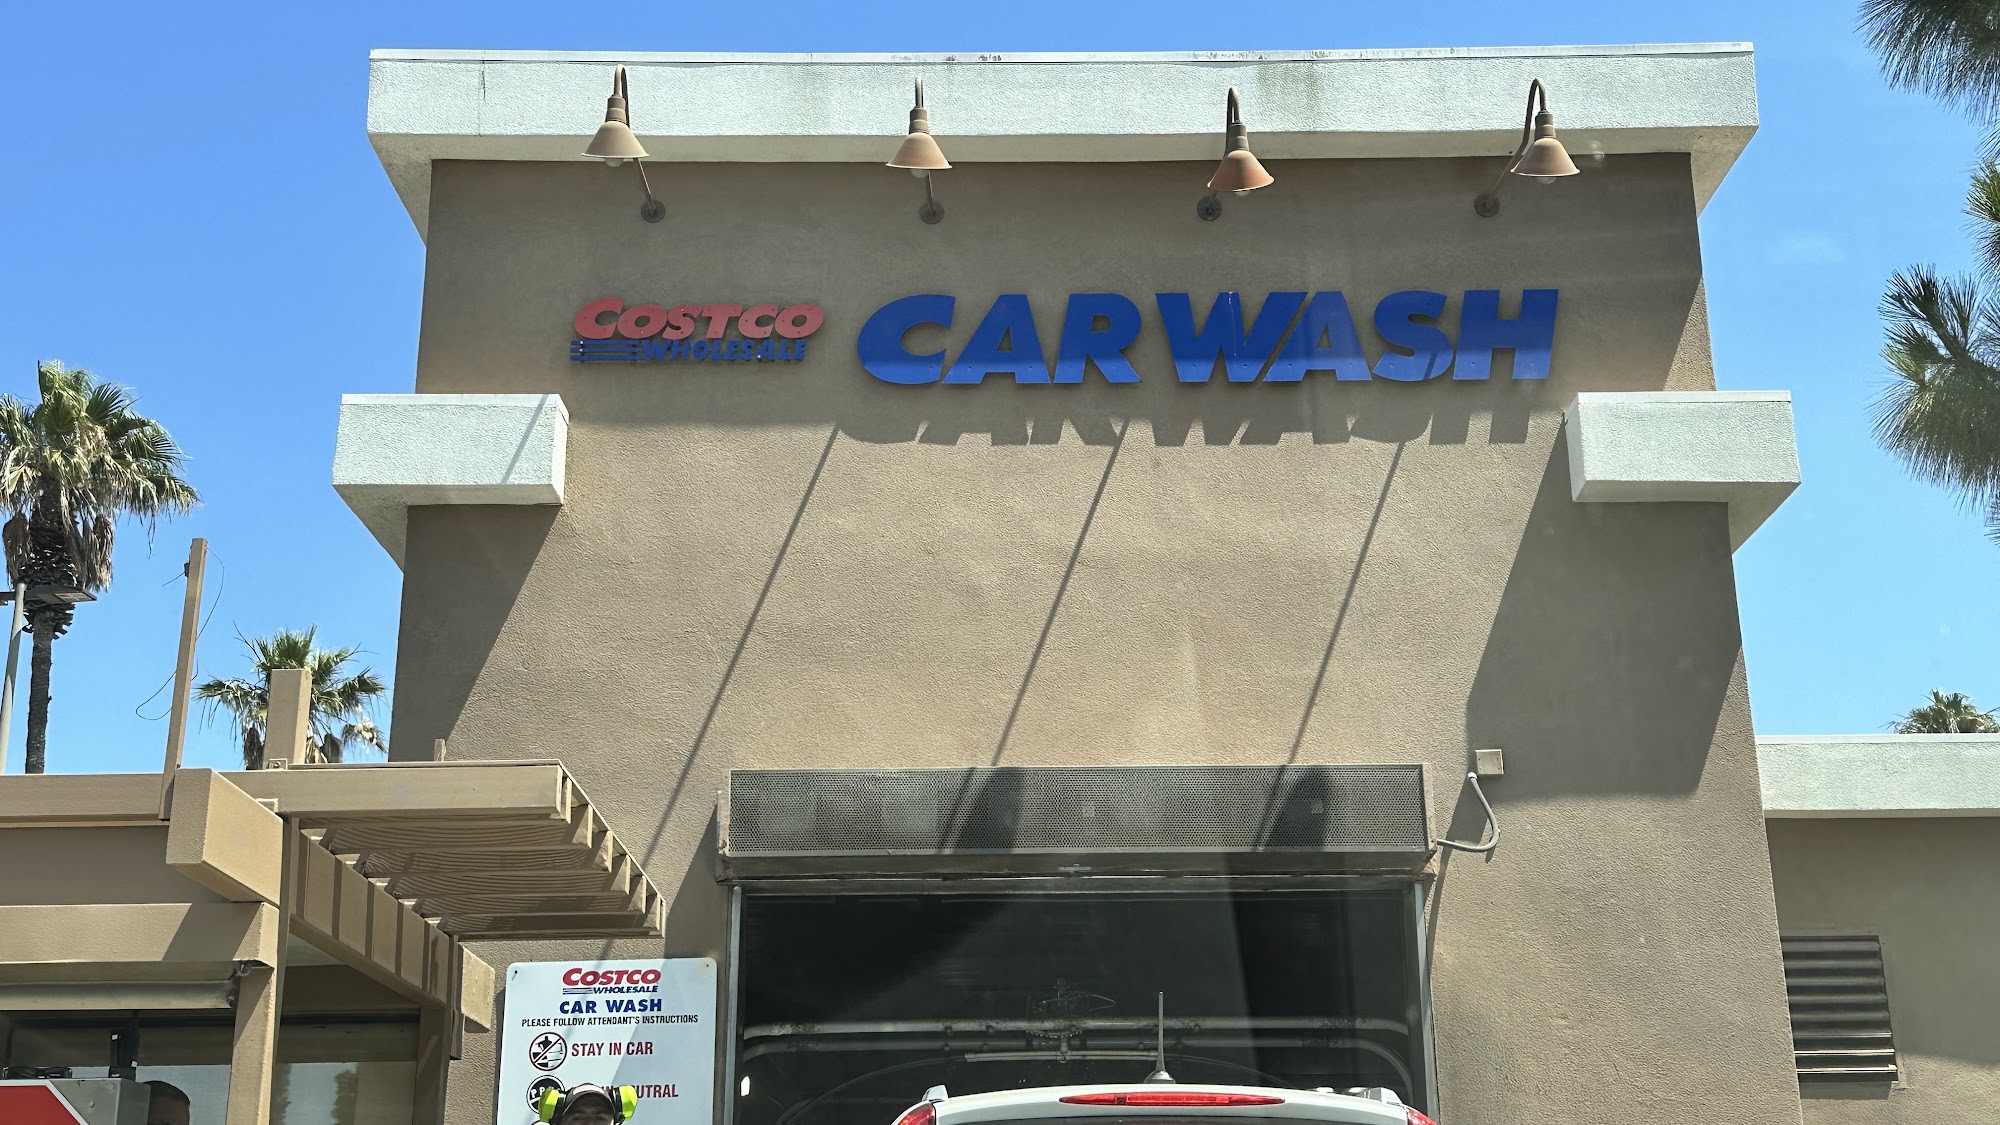 COSTCO
WHOLESALE
CAR WASH
COSTCO
WHOLESALE
CAR WASH
PLEASE FOLLOW ATTENDANT'S INSTRUCTIONS
STAY IN CAR